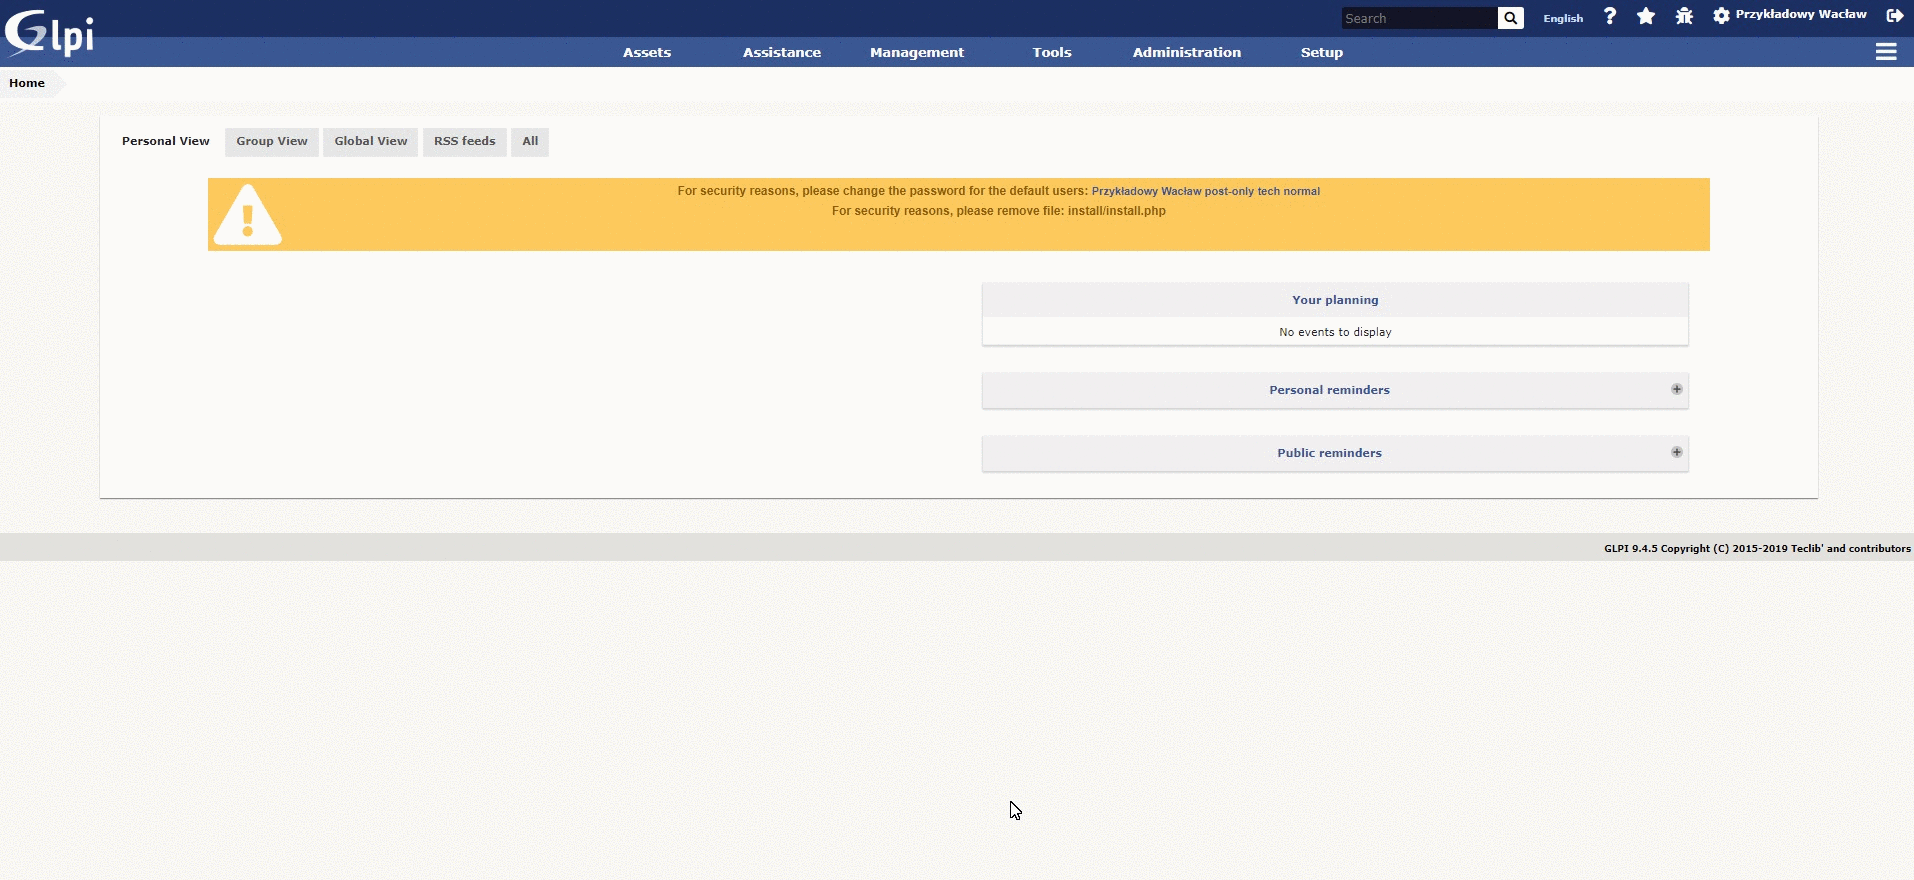 Glpi
Search
English
?
Przykładowy Wacław
Assets
Assistance
Management
Tools
Administration
Setup
Home
Personal View
Group View
Global View
RSS feeds
All
For security reasons, please change the password for the default users: Przykładowy Wacław post-only tech normal
For security reasons, please remove file: install/install.php
Your planning
No events to display
Personal reminders
Public reminders
GLPI 9.4.5 Copyright (C) 2015-2019 Teclib' and contributors